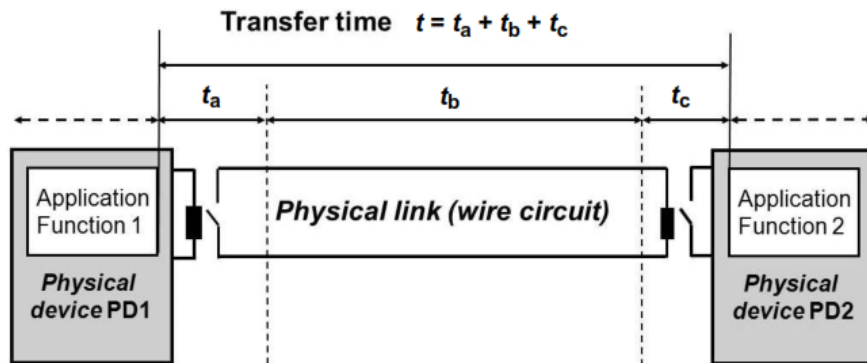 Transfer time t = ta + tb + tc
ta
tb
tc
Application
Function 1
Physical link (wire circuit)
Application
Function 2
Physical
device PD1
Physical
device PD2